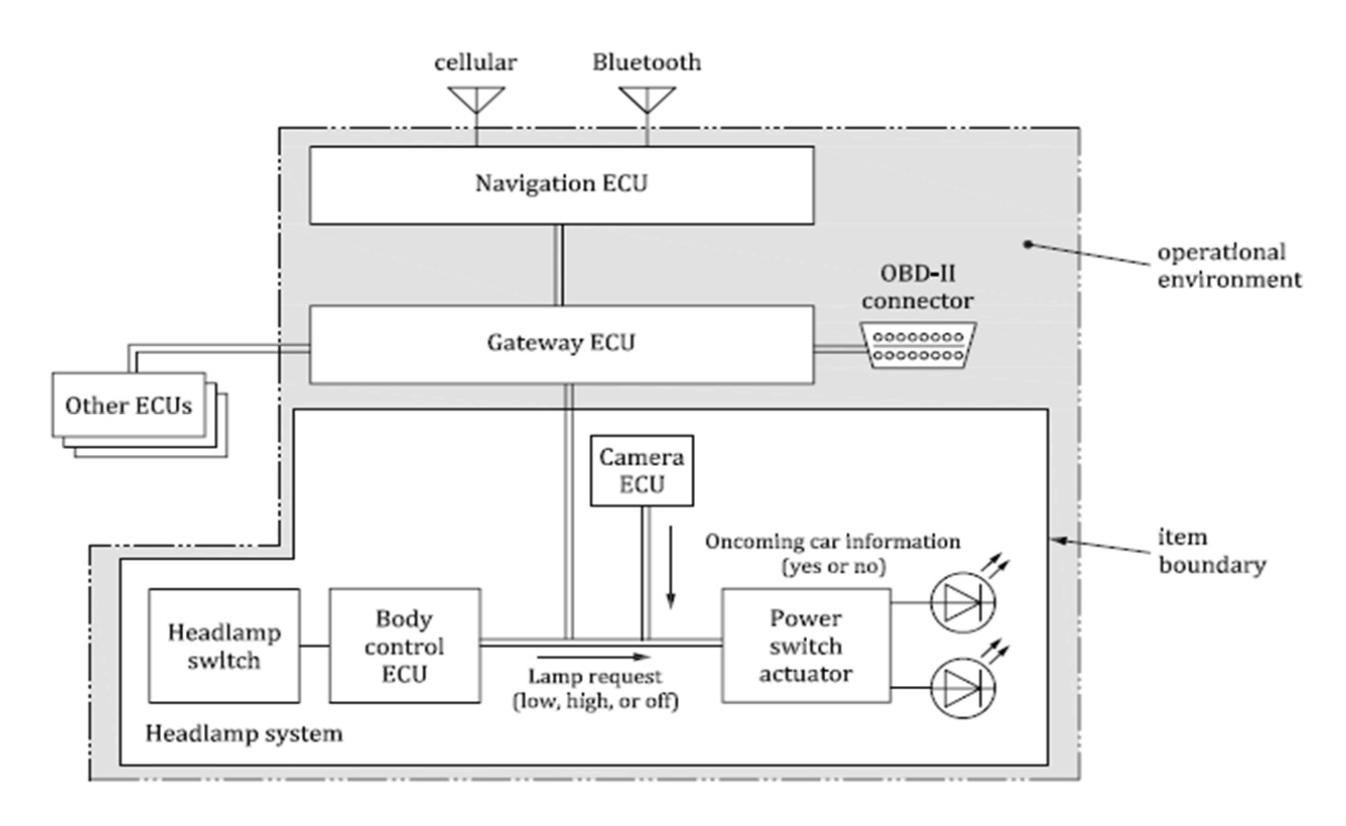 cellular
Bluetooth
Navigation ECU
operational
environment
OBD-II
connector
Gateway ECU
Other ECUs
Camera
ECU
Oncoming car information
(yes or no)
item
boundary
Headlamp
switch
Body
control
ECU
Power
switch
actuator
Lamp request
(low, high, or off)
Headlamp system